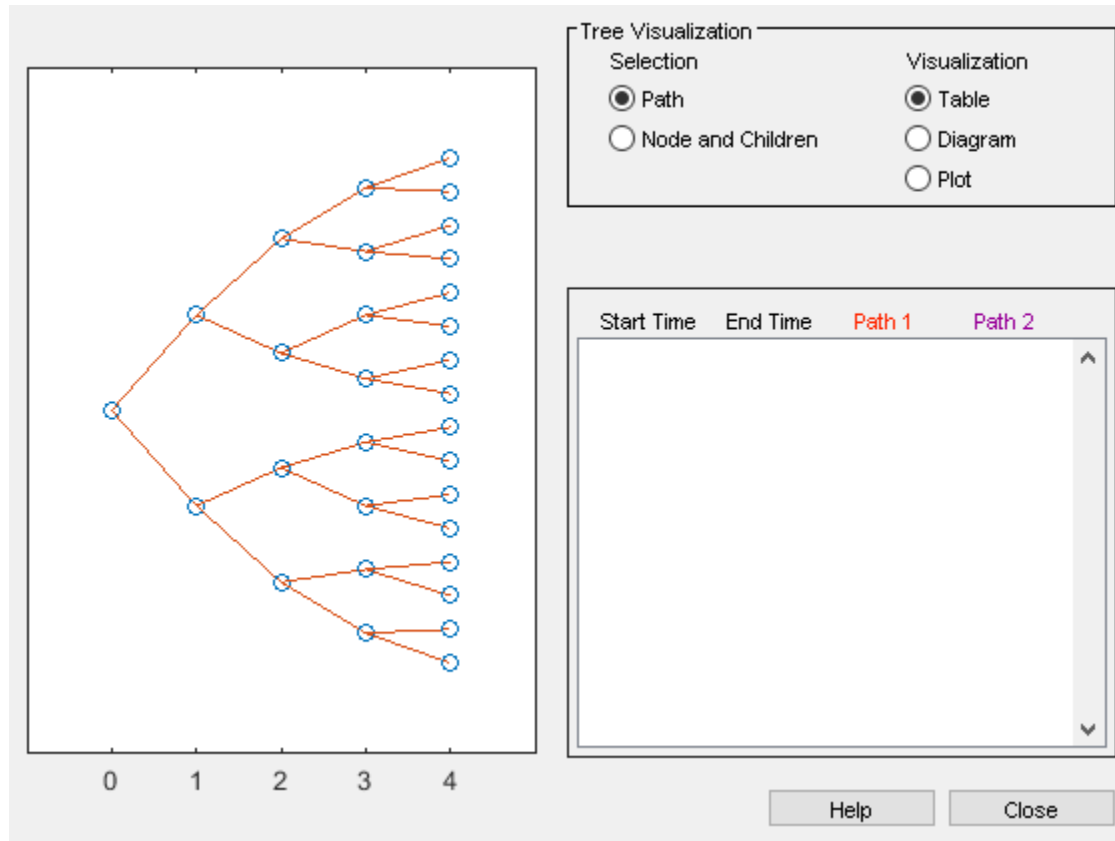 Tree Visualization
Selection
Visualization
Path
Table
Node and Children
Diagram
Plot
Start Time End Time Path 1 Path 2
0 1 2 3 4
Help Close